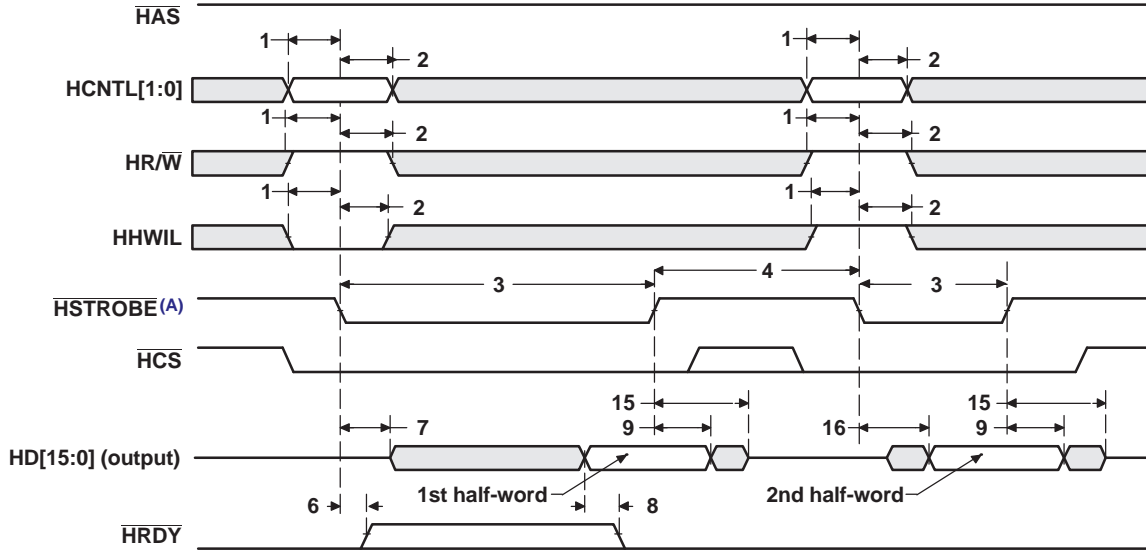 HAS
1 1
2 2
HCNTL[1:0]
1 1
2 2
HR/W
1 1
2 2
HHWIL
3 4 3
HSTROBE(A)
HCS
15 15
7 9 16 9
HD[15:0] (output)
1st half-word 2nd half-word
6 8
HRDY